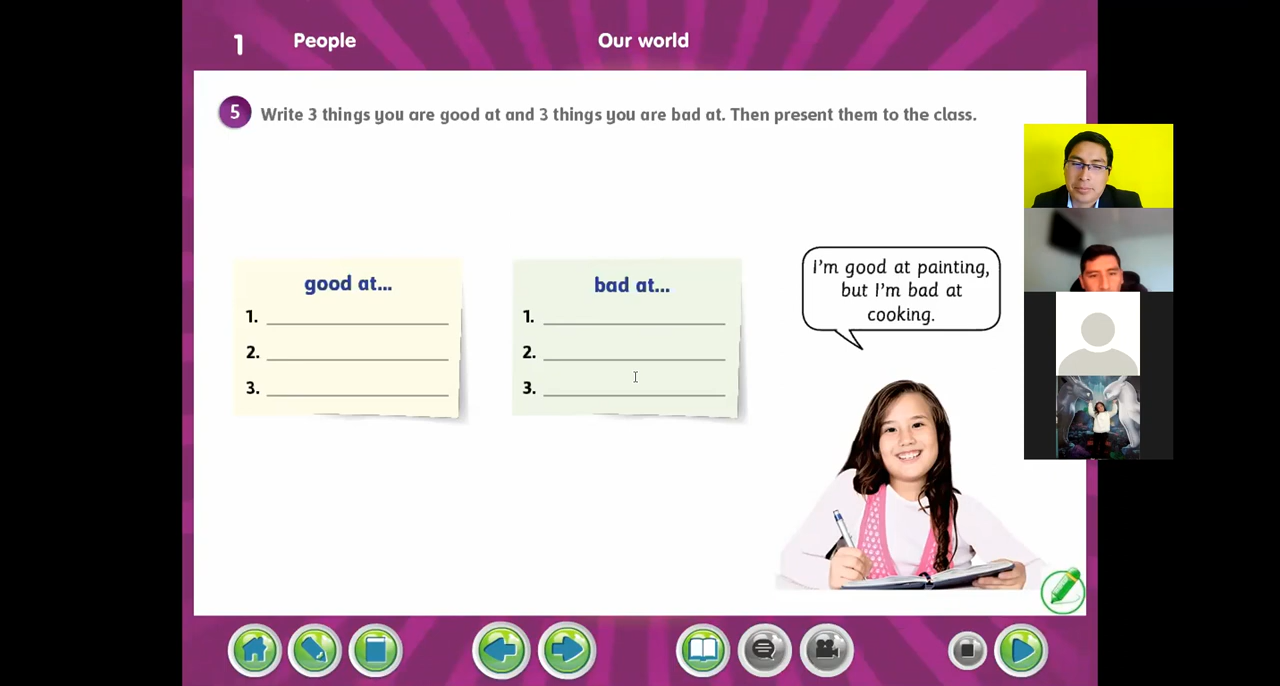 1 People Our world
5 Write 3 things you are good at and 3 things you are bad at. Then present them to the class.
good at...
1.
2.
3.
bad at...
1.
2.
3.
I'm good at painting,
but I'm bad at
cooking.